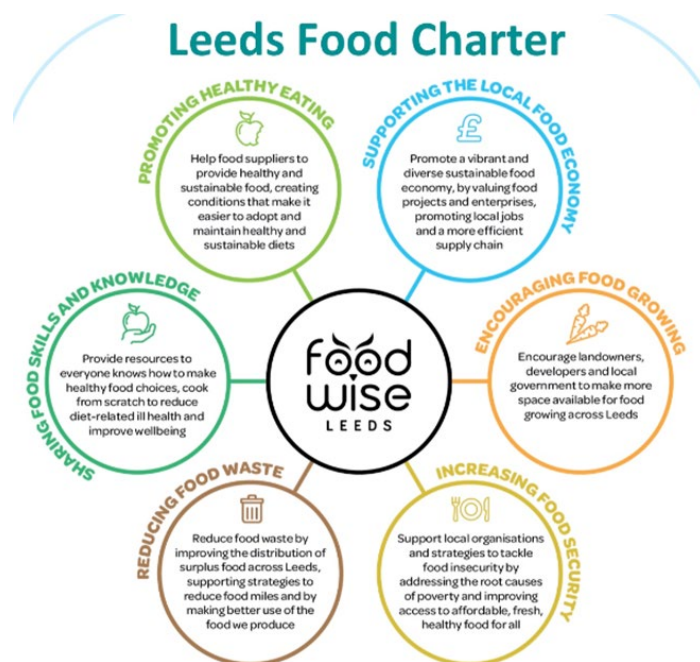 Leeds Food Charter
PROMOTING HEALTHY EATING
Help food suppliers to
provide healthy and
sustainable food, creating
conditions that make it
easier to adopt and
maintain healthy and
sustainable diets
SUPPORTING THE LOCAL FOOD ECONOMY
£
Promote a vibrant and
diverse sustainable food
economy, by valuing food
projects and enterprises,
promoting local jobs
and a more efficient
supply chain
SHARING FOOD SKILLS AND KNOWLEDGE
Provide resources to
everyone knows how to make
healthy food choices, cook
from scratch to reduce
diet-related ill health and
improve wellbeing
food
wise
LEEDS
ENCOURAGING FOOD GROWING
Encourage landowners,
developers and local
government to make more
space available for food
growing across Leeds
REDUCING FOOD WASTE
Reduce food waste by
improving the distribution of
surplus food across Leeds,
supporting strategies to
reduce food miles and by
making better use of the
food we produce
INCREASING FOOD SECURITY
Support local organisations
and strategies to tackle
food insecurity by
addressing the root causes
of poverty and improving
access to affordable, fresh,
healthy food for all